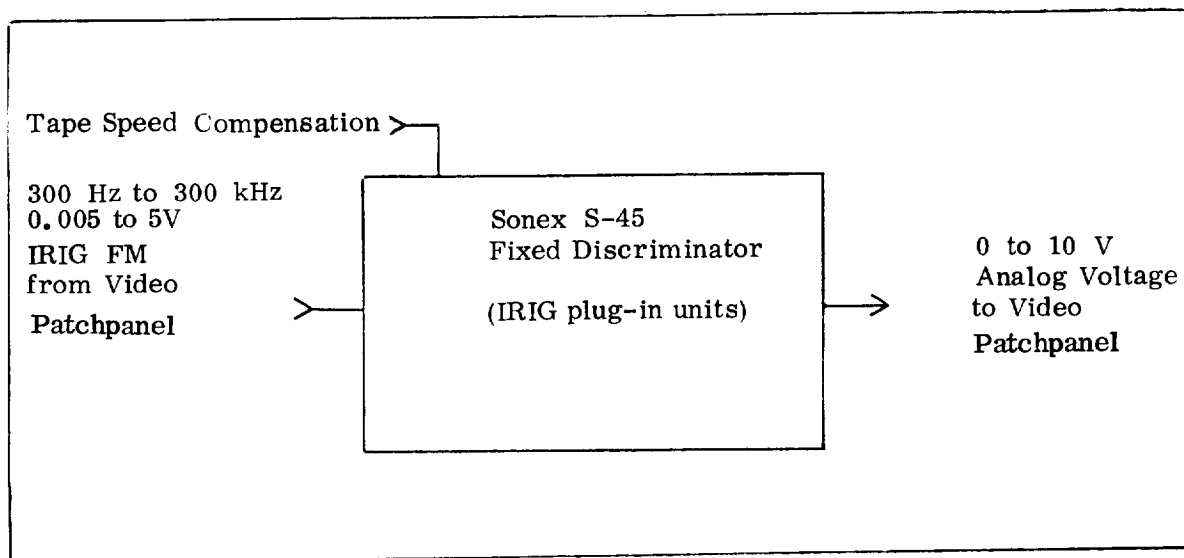 Tape Speed Compensation
300 Hz to 300 kHz
0.005 to 5V
IRIG FM
from Video
Patchpanel
Sonex S-45
Fixed Discriminator
(IRIG plug-in units)
0 to 10 V
Analog Voltage
to Video
Patchpanel